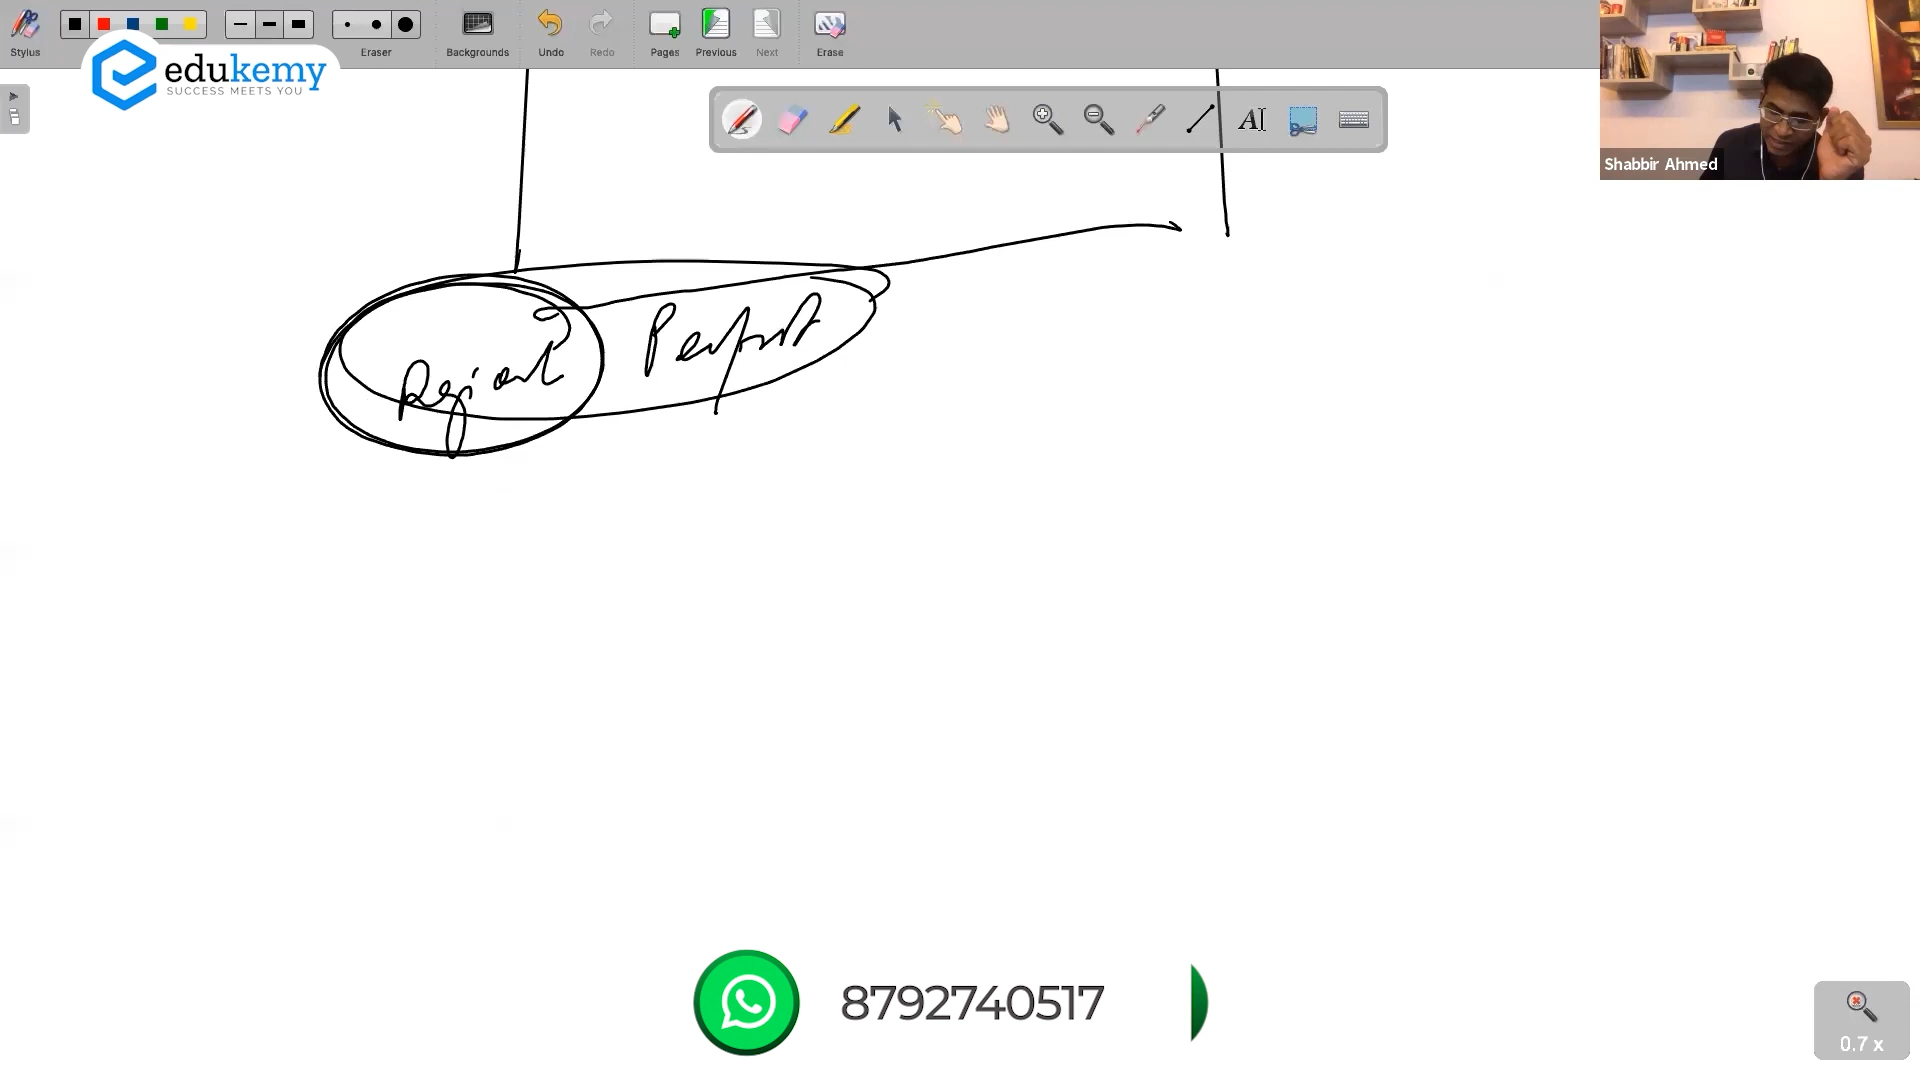 Stylus
Eraser
Backgrounds
Undo
Redo
Pages
Previous
Next
Erase
edukemy
SUCCESS MEETS YOU
AI
Shabbir Ahmed
Regional
8792740517
0.7 x